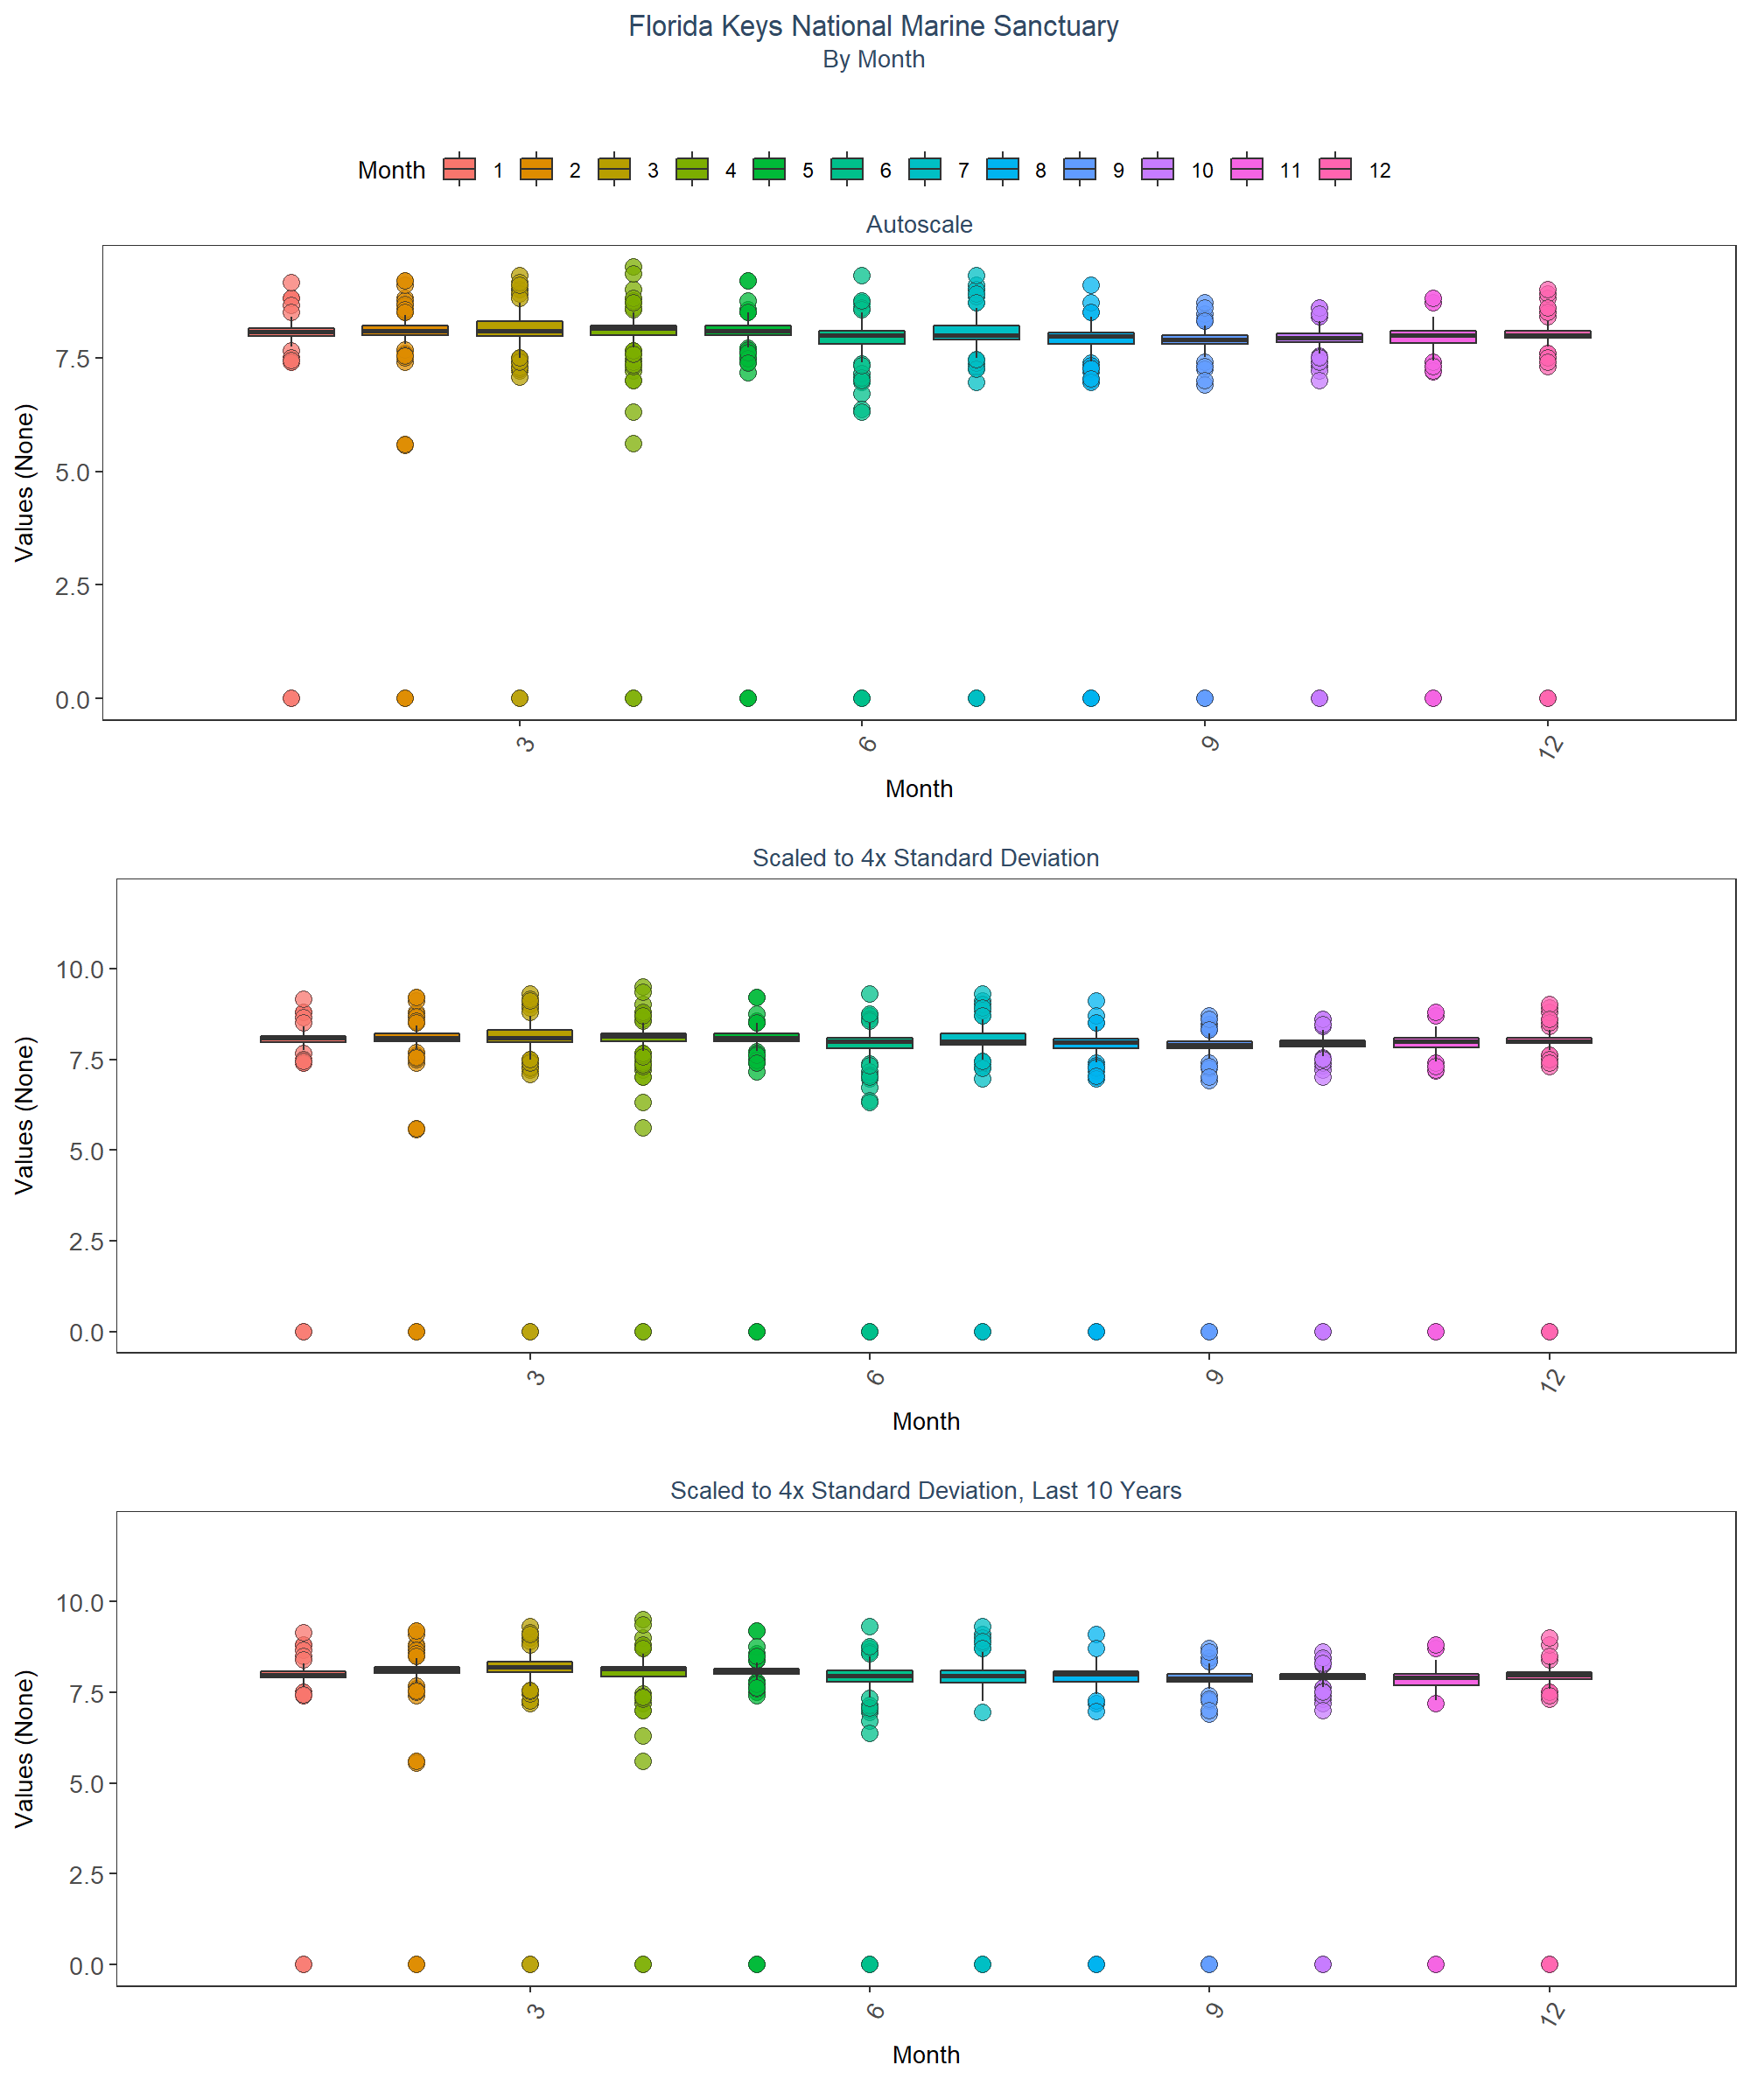 Florida Keys National Marine Sanctuary
By Month
Month 1 2 3 4 5 6 7 8 9 10 11 12
Autoscale
Values (None)
7.5
5.0
2.5
0.0
3 6 9 12
Month
Scaled to 4x Standard Deviation
Values (None)
10.0
7.5
5.0
2.5
0.0
3 6 9 12
Month
Scaled to 4x Standard Deviation, Last 10 Years
Values (None)
10.0
7.5
5.0
2.5
0.0
3 6 9 12
Month